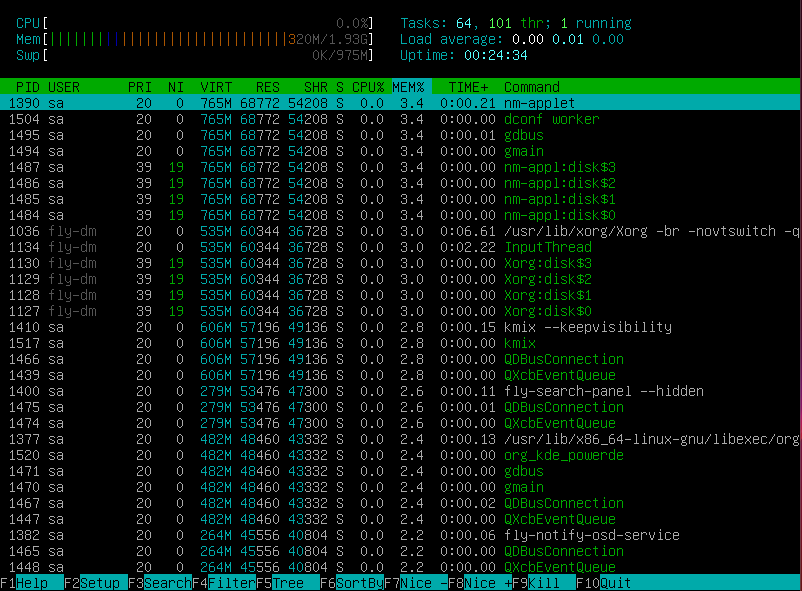 CPU[ 0.0%] Tasks: 64, 101 thr; 1 running
Mem[||||||||||||||||||||||||||||||320M/1.93G] Load average: 0.00 0.01 0.00
Swp[ 0K/975M] Uptime: 00:24:34
PID USER PRI NI VIRT RES SHR S CPU% MEM% TIME+ Command
1390 sa 20 0 765M 68772 54208 S 0.0 3.4 0:00.21 nm-applet
1504 sa 20 0 765M 68772 54208 S 0.0 3.4 0:00.00 dconf worker
1495 sa 20 0 765M 68772 54208 S 0.0 3.4 0:00.01 gdbus
1494 sa 20 0 765M 68772 54208 S 0.0 3.4 0:00.00 gmain
1487 sa 39 19 765M 68772 54208 S 0.0 3.4 0:00.00 nm-appl:disk$3
1486 sa 39 19 765M 68772 54208 S 0.0 3.4 0:00.00 nm-appl:disk$2
1485 sa 39 19 765M 68772 54208 S 0.0 3.4 0:00.00 nm-appl:disk$1
1484 sa 39 19 765M 68772 54208 S 0.0 3.4 0:00.00 nm-appl:disk$0
1036 fly-dm 20 0 535M 60344 36728 S 0.0 3.0 0:06.61 /usr/lib/xorg/Xorg -br -novtswitch -q
1134 fly-dm 20 0 535M 60344 36728 S 0.0 3.0 0:02.22 InputThread
1130 fly-dm 39 19 535M 60344 36728 S 0.0 3.0 0:00.00 Xorg:disk$3
1129 fly-dm 39 19 535M 60344 36728 S 0.0 3.0 0:00.00 Xorg:disk$2
1128 fly-dm 39 19 535M 60344 36728 S 0.0 3.0 0:00.00 Xorg:disk$1
1127 fly-dm 39 19 535M 60344 36728 S 0.0 3.0 0:00.00 Xorg:disk$0
1410 sa 20 0 606M 57196 49136 S 0.0 2.8 0:00.15 kmix --keepvisibility
1517 sa 20 0 606M 57196 49136 S 0.0 2.8 0:00.00 kmix
1466 sa 20 0 606M 57196 49136 S 0.0 2.8 0:00.00 QDBusConnection
1439 sa 20 0 606M 57196 49136 S 0.0 2.8 0:00.00 QXcbEventQueue
1400 sa 20 0 279M 53476 47300 S 0.0 2.6 0:00.11 fly-search-panel --hidden
1475 sa 20 0 279M 53476 47300 S 0.0 2.6 0:00.01 QDBusConnection
1474 sa 20 0 279M 53476 47300 S 0.0 2.6 0:00.00 QXcbEventQueue
1377 sa 20 0 482M 48460 43332 S 0.0 2.4 0:00.13 /usr/lib/x86_64-linux-gnu/libexec/org
1520 sa 20 0 482M 48460 43332 S 0.0 2.4 0:00.00 org_kde_powerde
1471 sa 20 0 482M 48460 43332 S 0.0 2.4 0:00.00 gdbus
1470 sa 20 0 482M 48460 43332 S 0.0 2.4 0:00.00 gmain
1467 sa 20 0 482M 48460 43332 S 0.0 2.4 0:00.02 QDBusConnection
1447 sa 20 0 482M 48460 43332 S 0.0 2.4 0:00.00 QXcbEventQueue
1382 sa 20 0 264M 45556 40804 S 0.0 2.2 0:00.06 fly-notify-osd-service
1465 sa 20 0 264M 45556 40804 S 0.0 2.2 0:00.00 QDBusConnection
1448 sa 20 0 264M 45556 40804 S 0.0 2.2 0:00.00 QXcbEventQueue
F1Help F2Setup F3SearchF4FilterF5Tree F6SortByF7Nice -F8Nice +F9Kill F10Quit